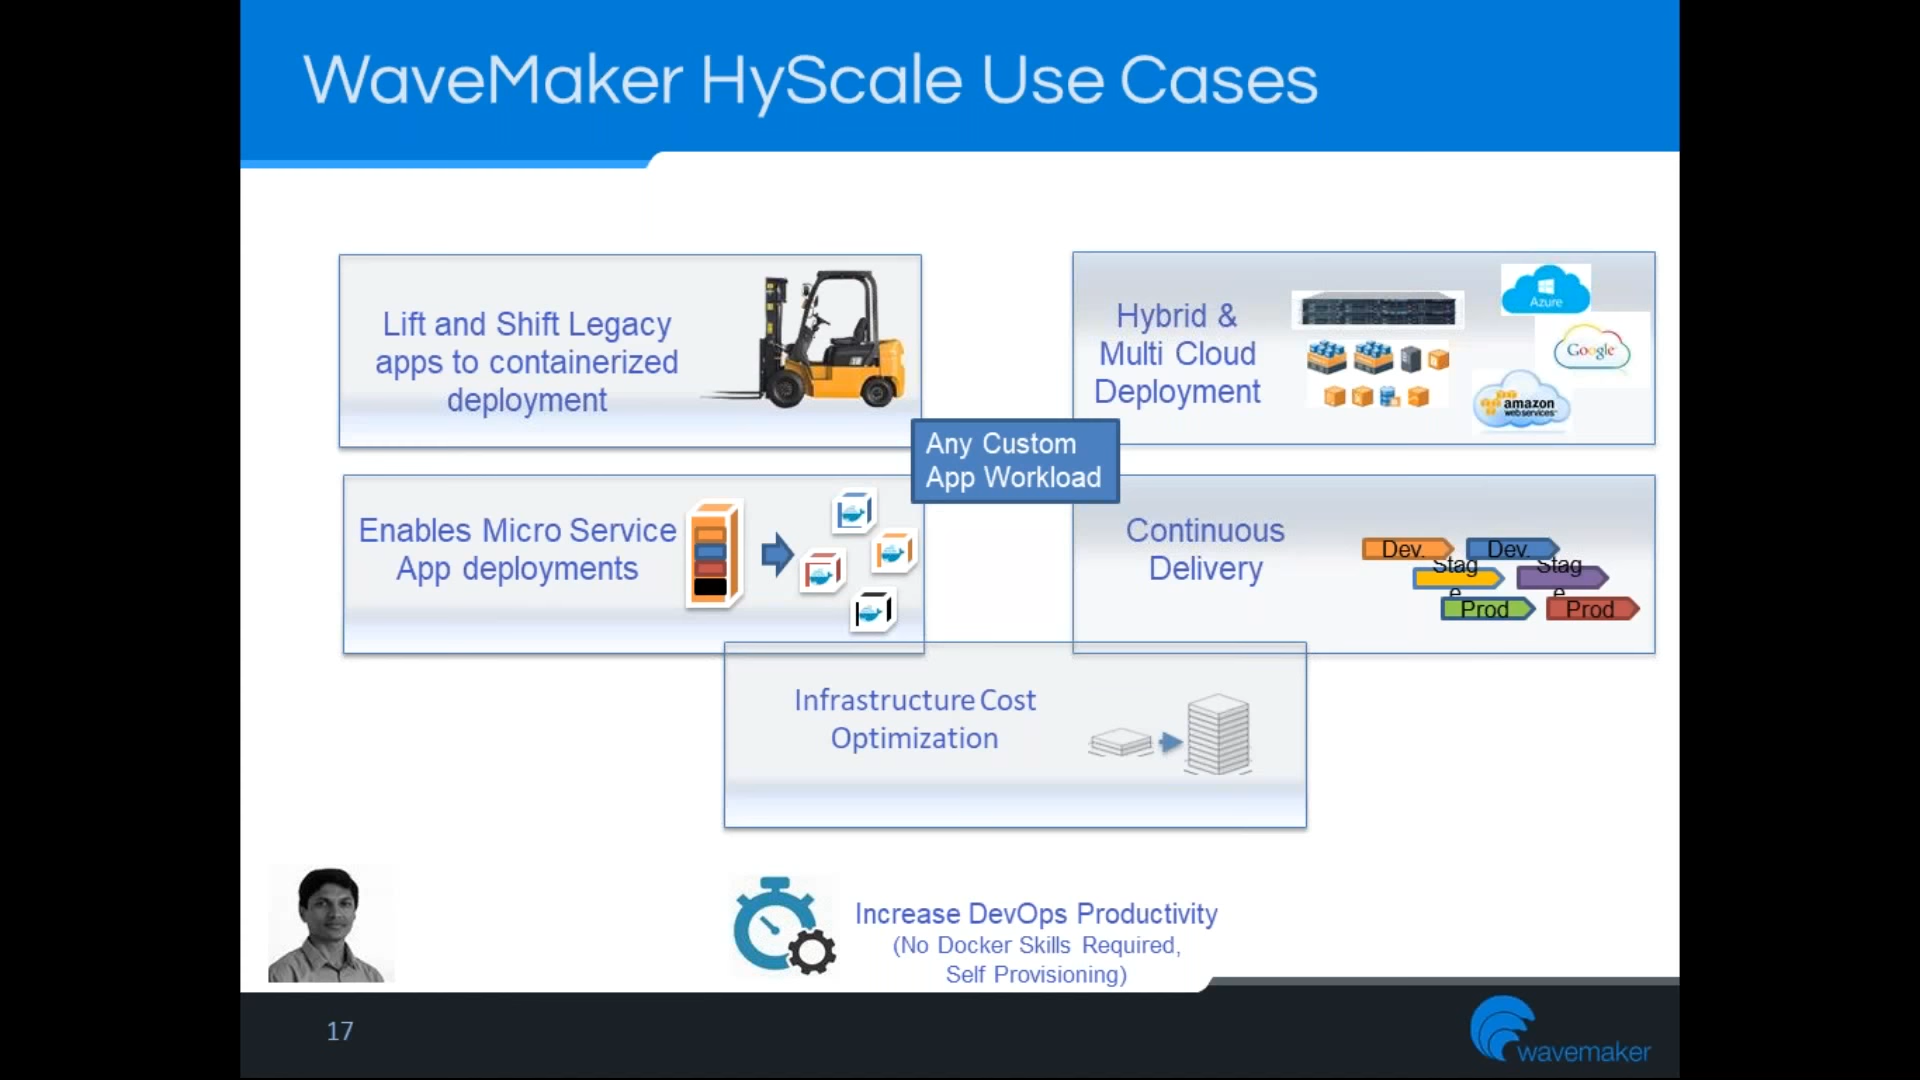 WaveMaker HyScale Use Cases
Lift and Shift Legacy
apps to containerized
deployment
Hybrid &
Multi Cloud
Deployment
Azure
Google
amazon
webservices™
Any Custom
App Workload
Enables Micro Service
App deployments
Continuous
Delivery
Dev.
Dev.
Stag
e
Stag
e
Prod
Prod
Infrastructure Cost
Optimization
Increase DevOps Productivity
(No Docker Skills Required,
Self Provisioning)
17
wavemaker